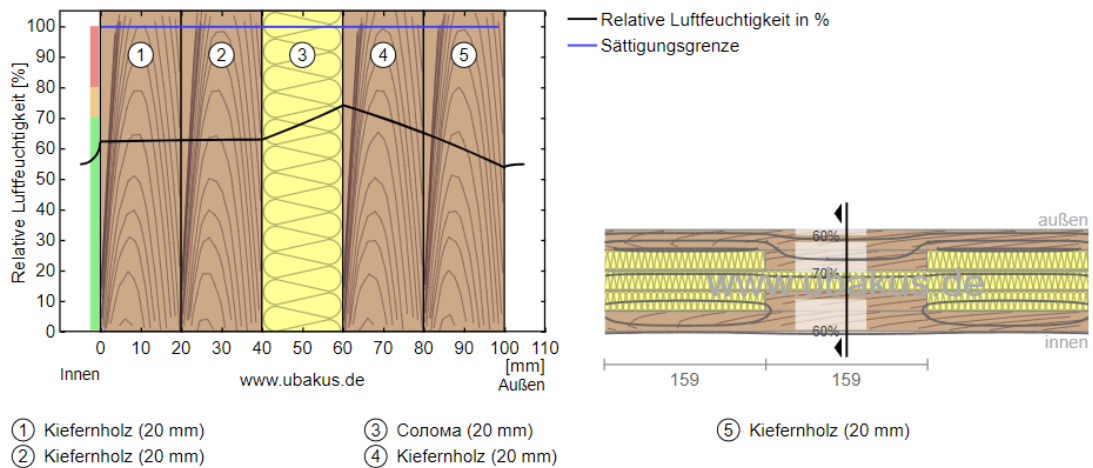 Relative Luftfeuchtigkeit in %
Sättigungsgrenze
Relative Luftfeuchtigkeit [%]
100
90
80
70
60
50
40
30
20
10
0
1 2 3 4 5
0 10 20 30 40 50 60 70 80 90 100 110
[mm]
Innen www.ubakus.de Außen
außen
60%
70%
www.ubakus.de
60%
innen
159 159
1 Kiefernholz (20 mm)
2 Kiefernholz (20 mm)
3 Солома (20 mm)
4 Kiefernholz (20 mm)
5 Kiefernholz (20 mm)